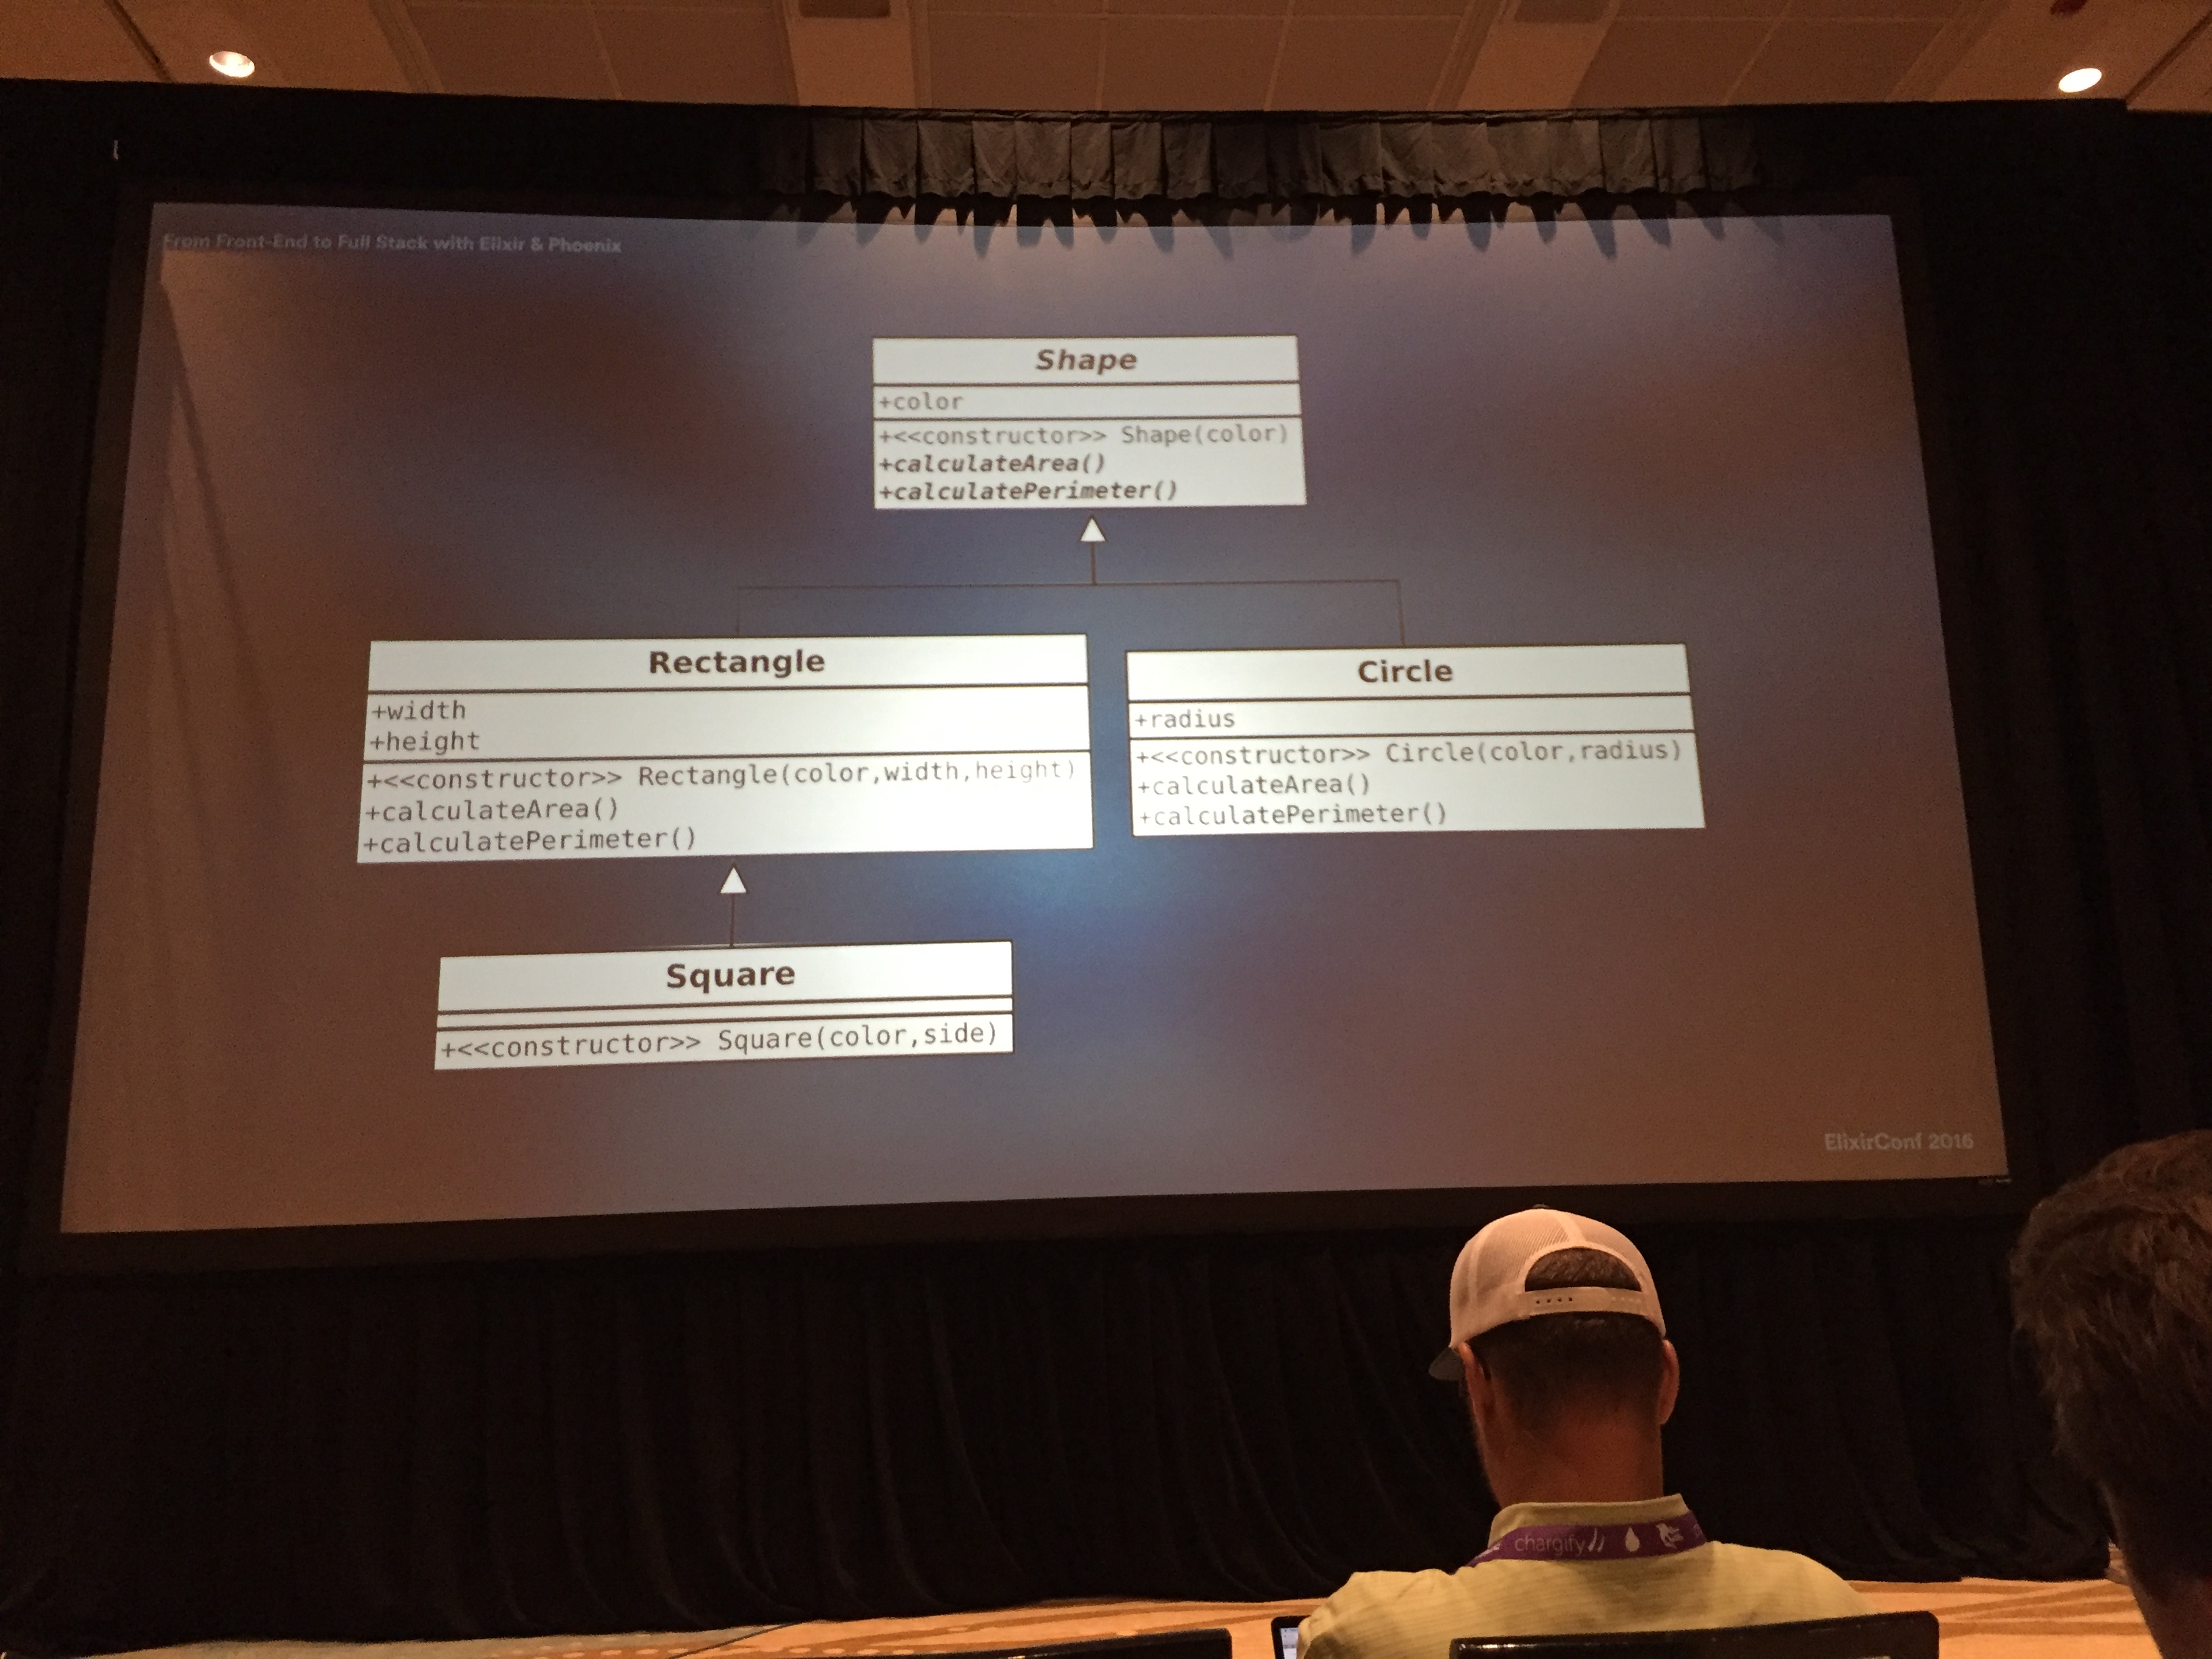 From Front-End to Full Stack with Elixir & Phoenix
Shape
+color
+<<constructor>> Shape(color)
+calculateArea()
+calculatePerimeter()
Rectangle
+width
+height
+<<constructor>> Rectangle(color,width,height)
+calculateArea()
+calculatePerimeter()
Circle
+radius
+<<constructor>> Circle(color,radius)
+calculateArea()
+calculatePerimeter()
Square
+<<constructor>> Square(color,side)
ElixirConf 2016
chargify